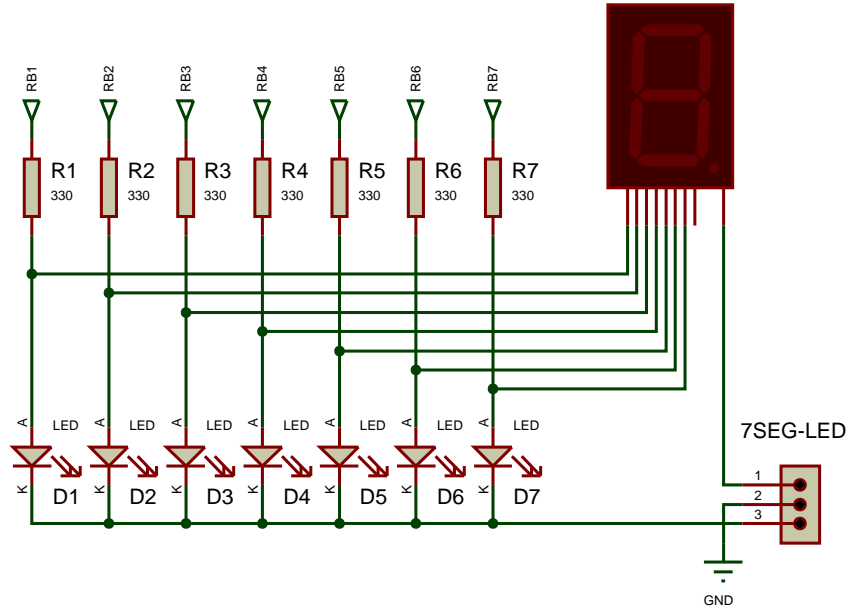 RB1
RB2
RB3
RB4
RB5
RB6
RB7
R1
330
R2
330
R3
330
R4
330
R5
330
R6
330
R7
330
A
LED
A
LED
A
LED
A
LED
A
LED
A
LED
A
LED
7SEG-LED
K
D1
K
D2
K
D3
K
D4
K
D5
K
D6
K
D7
1
2
3
GND